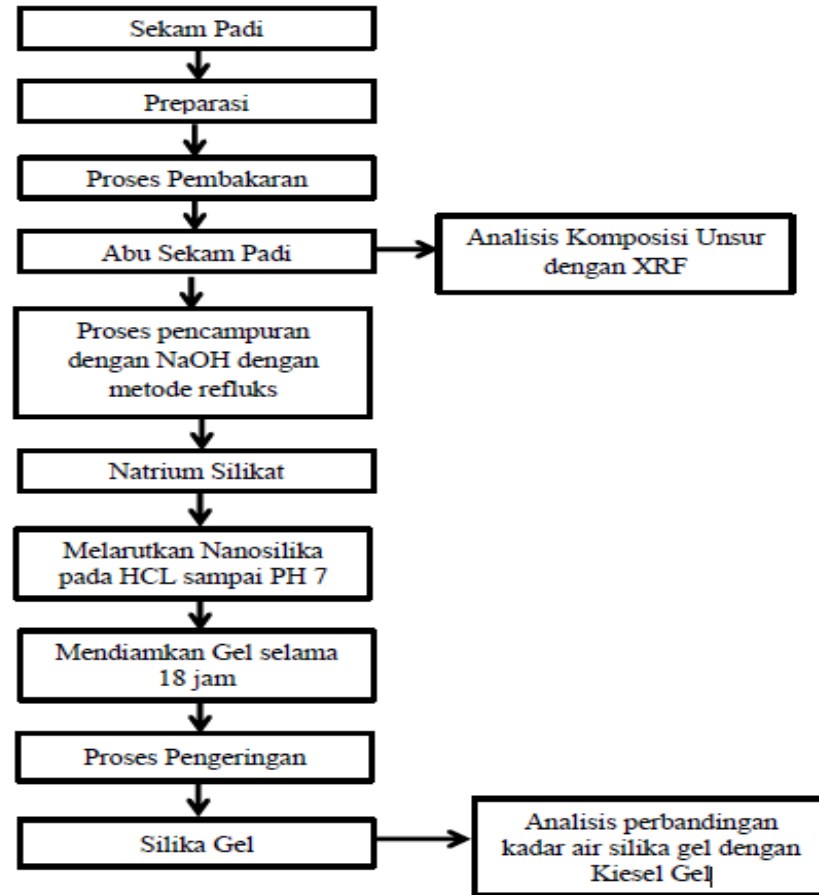 Sekam Padi
Preparasi
Proses Pembakaran
Abu Sekam Padi
Analisis Komposisi Unsur
dengan XRF
Proses pencampuran
dengan NaOH dengan
metode refluks
Natrium Silikat
Melarutkan Nanosilika
pada HCL sampai PH 7
Mendiamkan Gel selama
18 jam
Proses Pengeringan
Silika Gel
Analisis perbandingan
kadar air silika gel dengan
Kiesel Gel